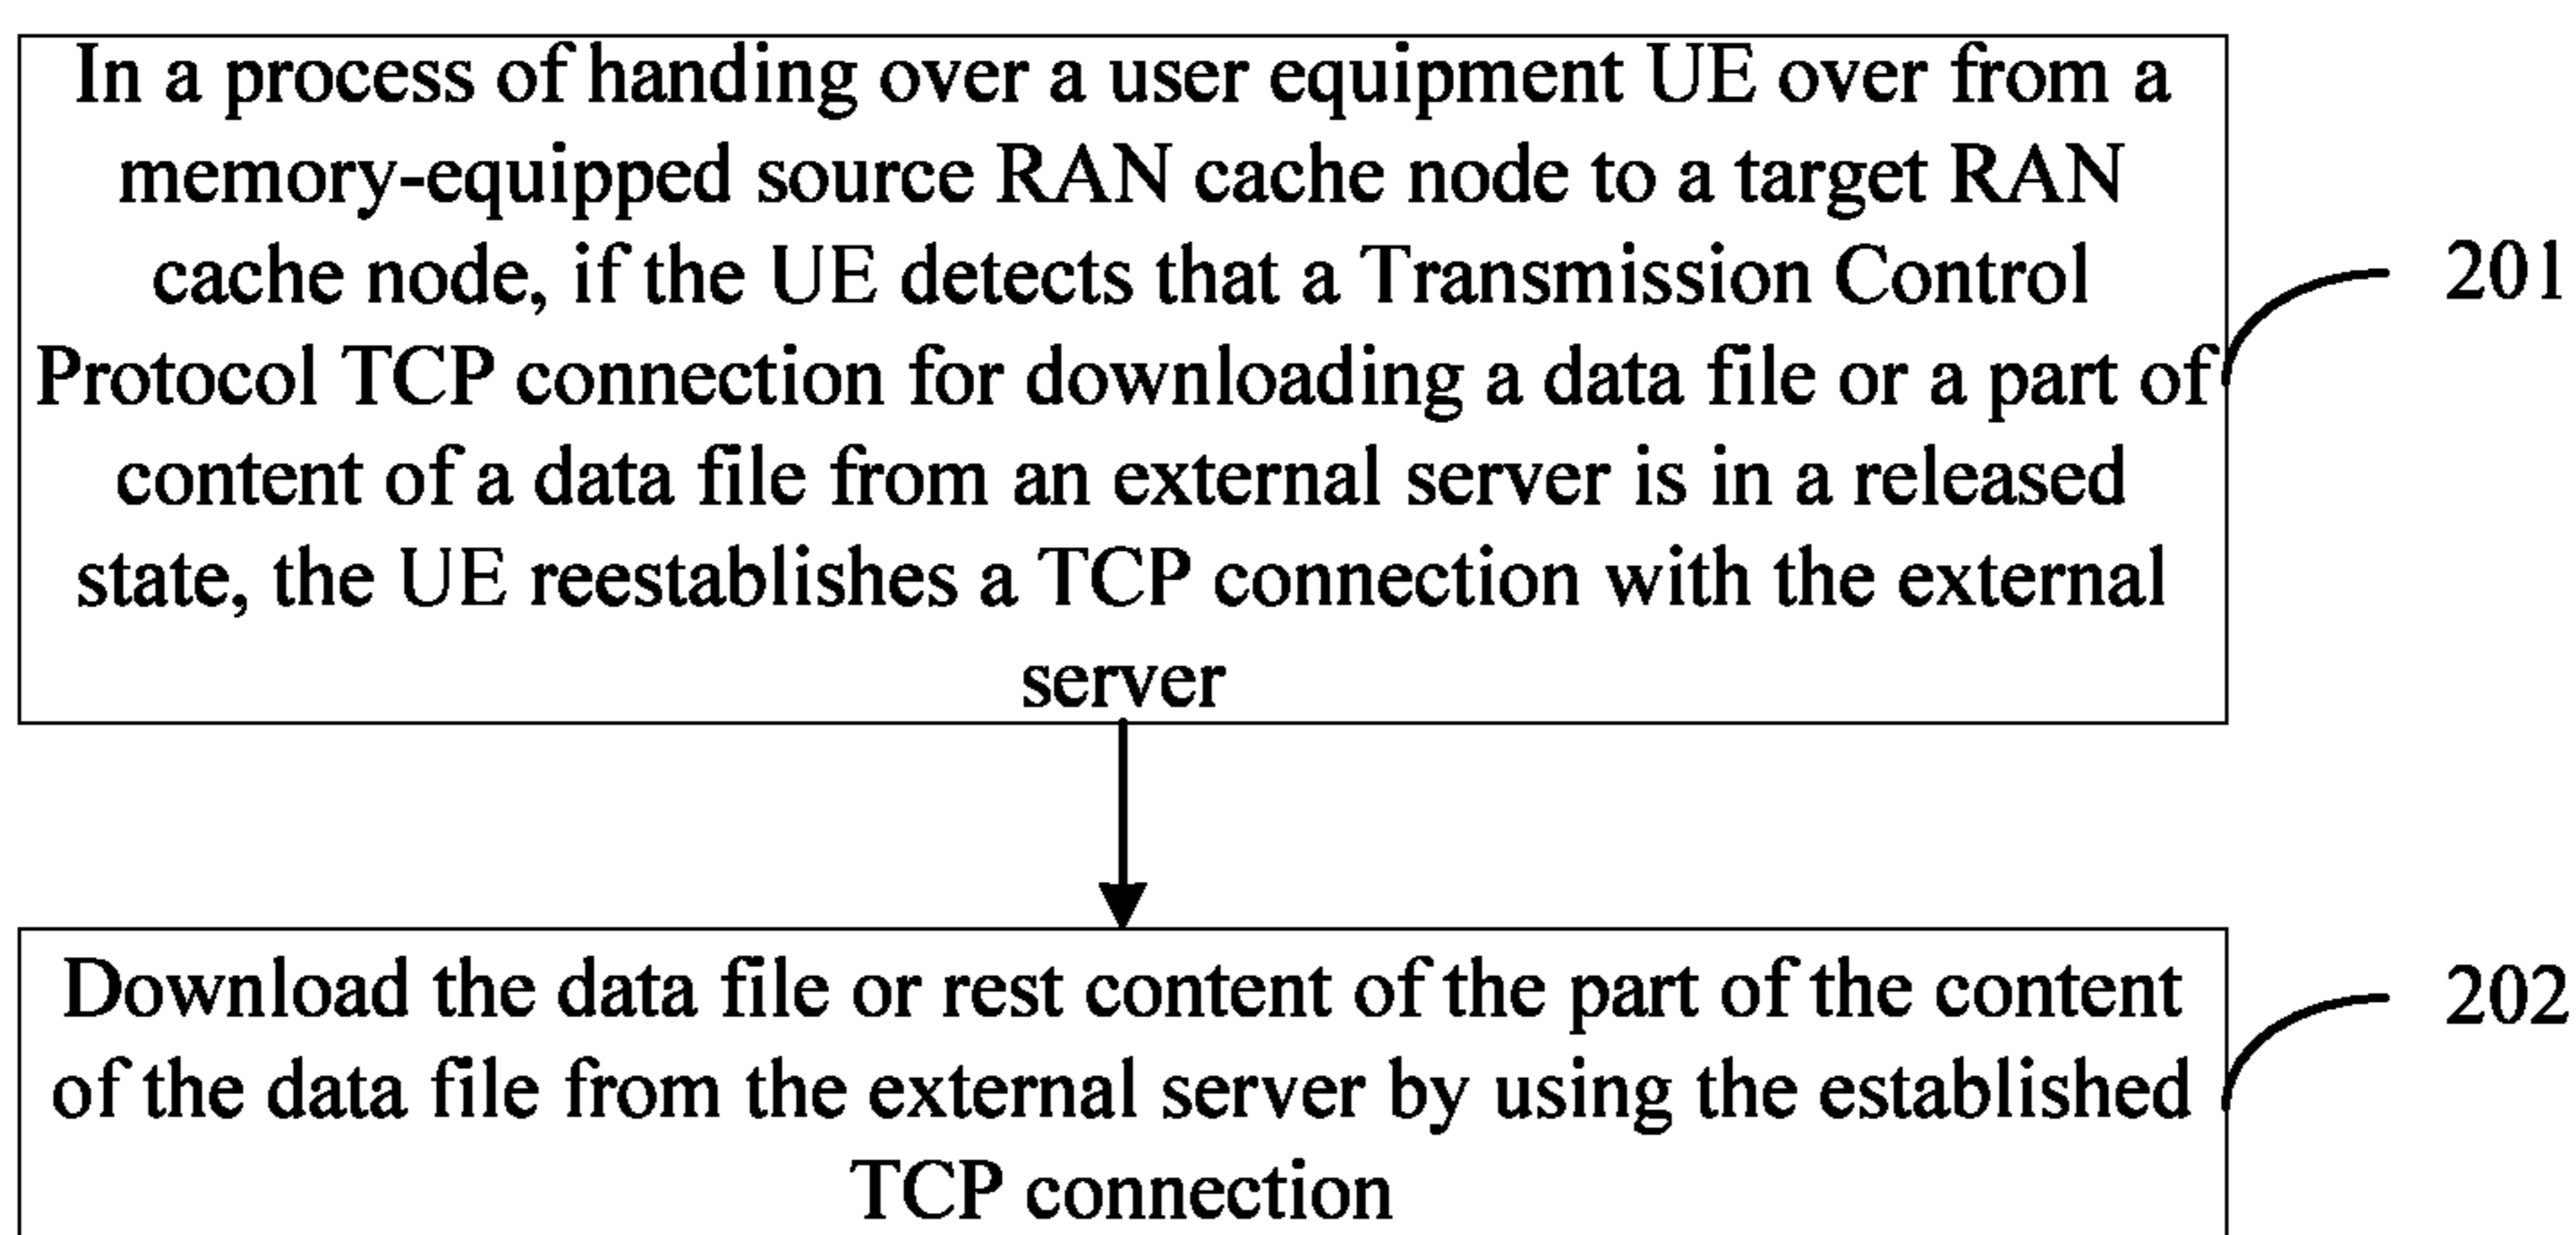 In a process of handing over a user equipment UE over from a
memory-equipped source RAN cache node to a target RAN
cache node, if the UE detects that a Transmission Control
Protocol TCP connection for downloading a data file or a part of
content of a data file from an external server is in a released
state, the UE reestablishes a TCP connection with the external
server
201
Download the data file or rest content of the part of the content
of the data file from the external server by using the established
TCP connection
202